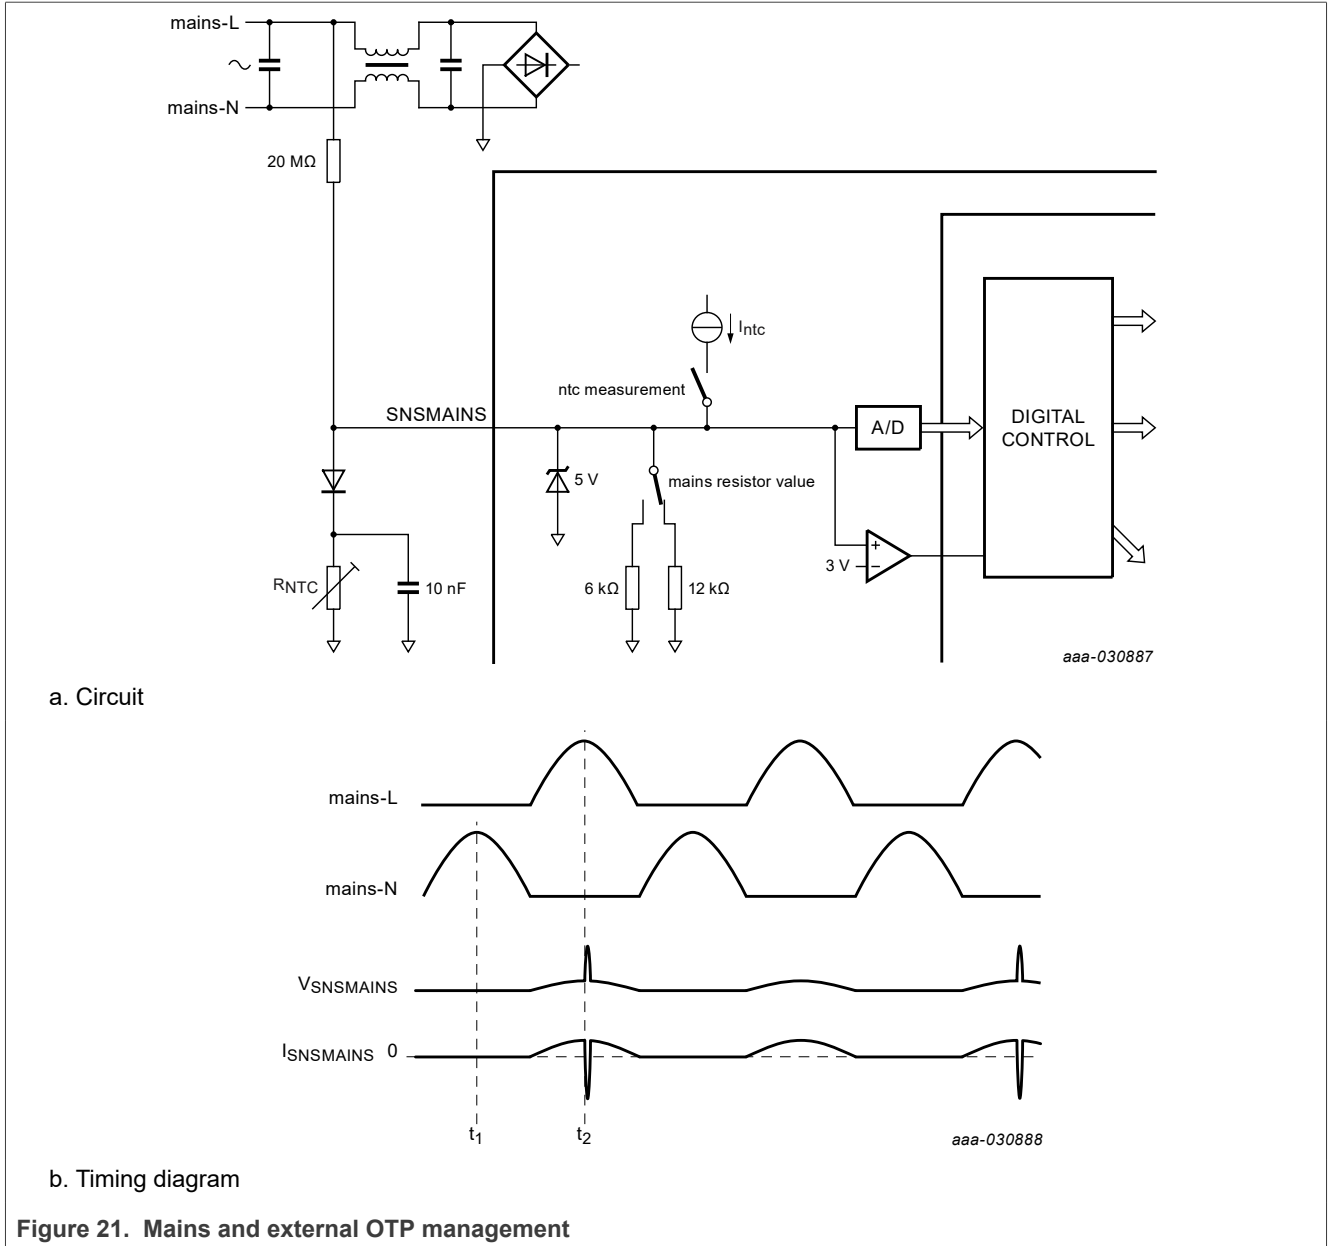 mains-L
mains-N
20 MΩ
Intc
ntc measurement
SNSMAINS
A/D
DIGITAL
CONTROL
5 V
mains resistor value
3 V
+
−
RNTC
10 nF
6 kΩ
12 kΩ
aaa-030887
a. Circuit
mains-L
mains-N
VSNSMAINS
ISNSMAINS 0
t1
t2
aaa-030888
b. Timing diagram
Figure 21. Mains and external OTP management